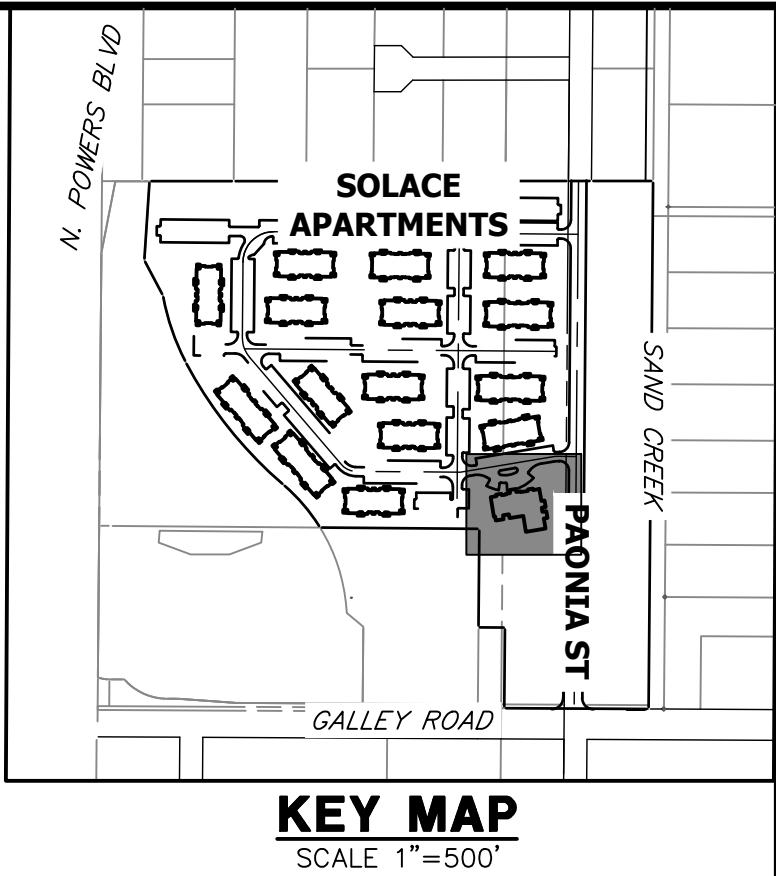 N. POWERS BLVD
SOLACE
APARTMENTS
SAND CREEK
PAONIA ST
GALLEY ROAD
KEY MAP
SCALE 1”=500’